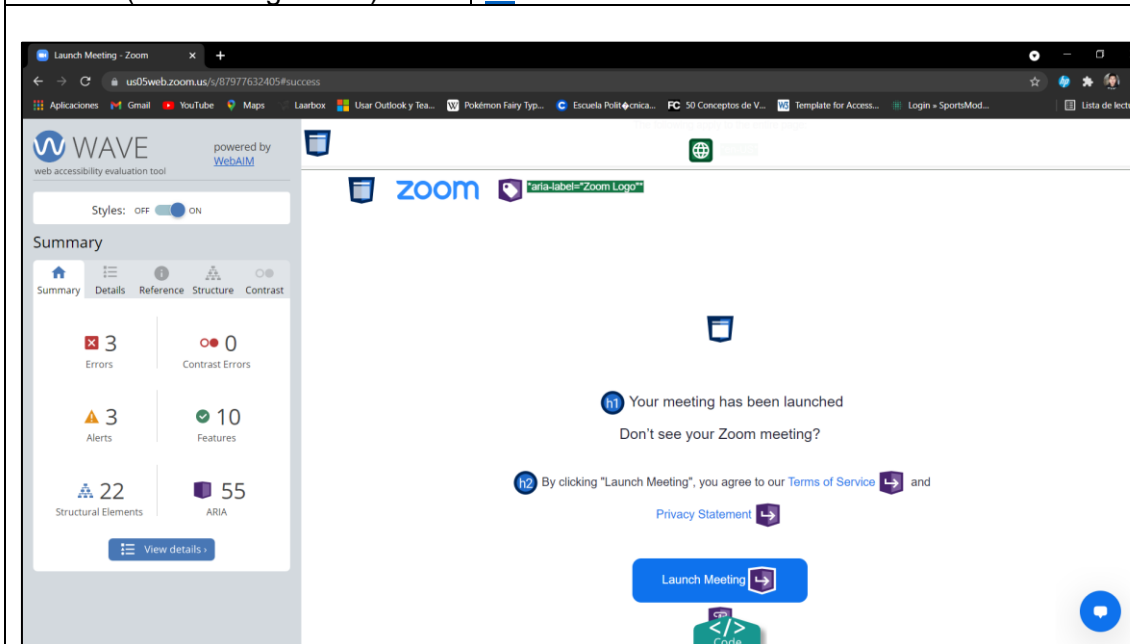 Launch Meeting - Zoom
us05web.zoom.us/s/87977632405#success
Aplicaciones Gmail YouTube Maps Laarbox Usar Outlook y Tea... Pokémon Fairy Typ... Escuela Polit�cnica... 50 Conceptos de V... Template for Access... Login » SportsMod... Lista de lectu
WAVE
web accessibility evaluation tool
powered by
WebAIM
Styles: OFF ON
Summary
Summary Details Reference Structure Contrast
3 Errors
0 Contrast Errors
3 Alerts
10 Features
22 Structural Elements
55 ARIA
View details ›
zoom *aria-label="Zoom Logo"*
h1 Your meeting has been launched
Don't see your Zoom meeting?
h2 By clicking "Launch Meeting", you agree to our Terms of Service and
Privacy Statement
Launch Meeting
</>
Code